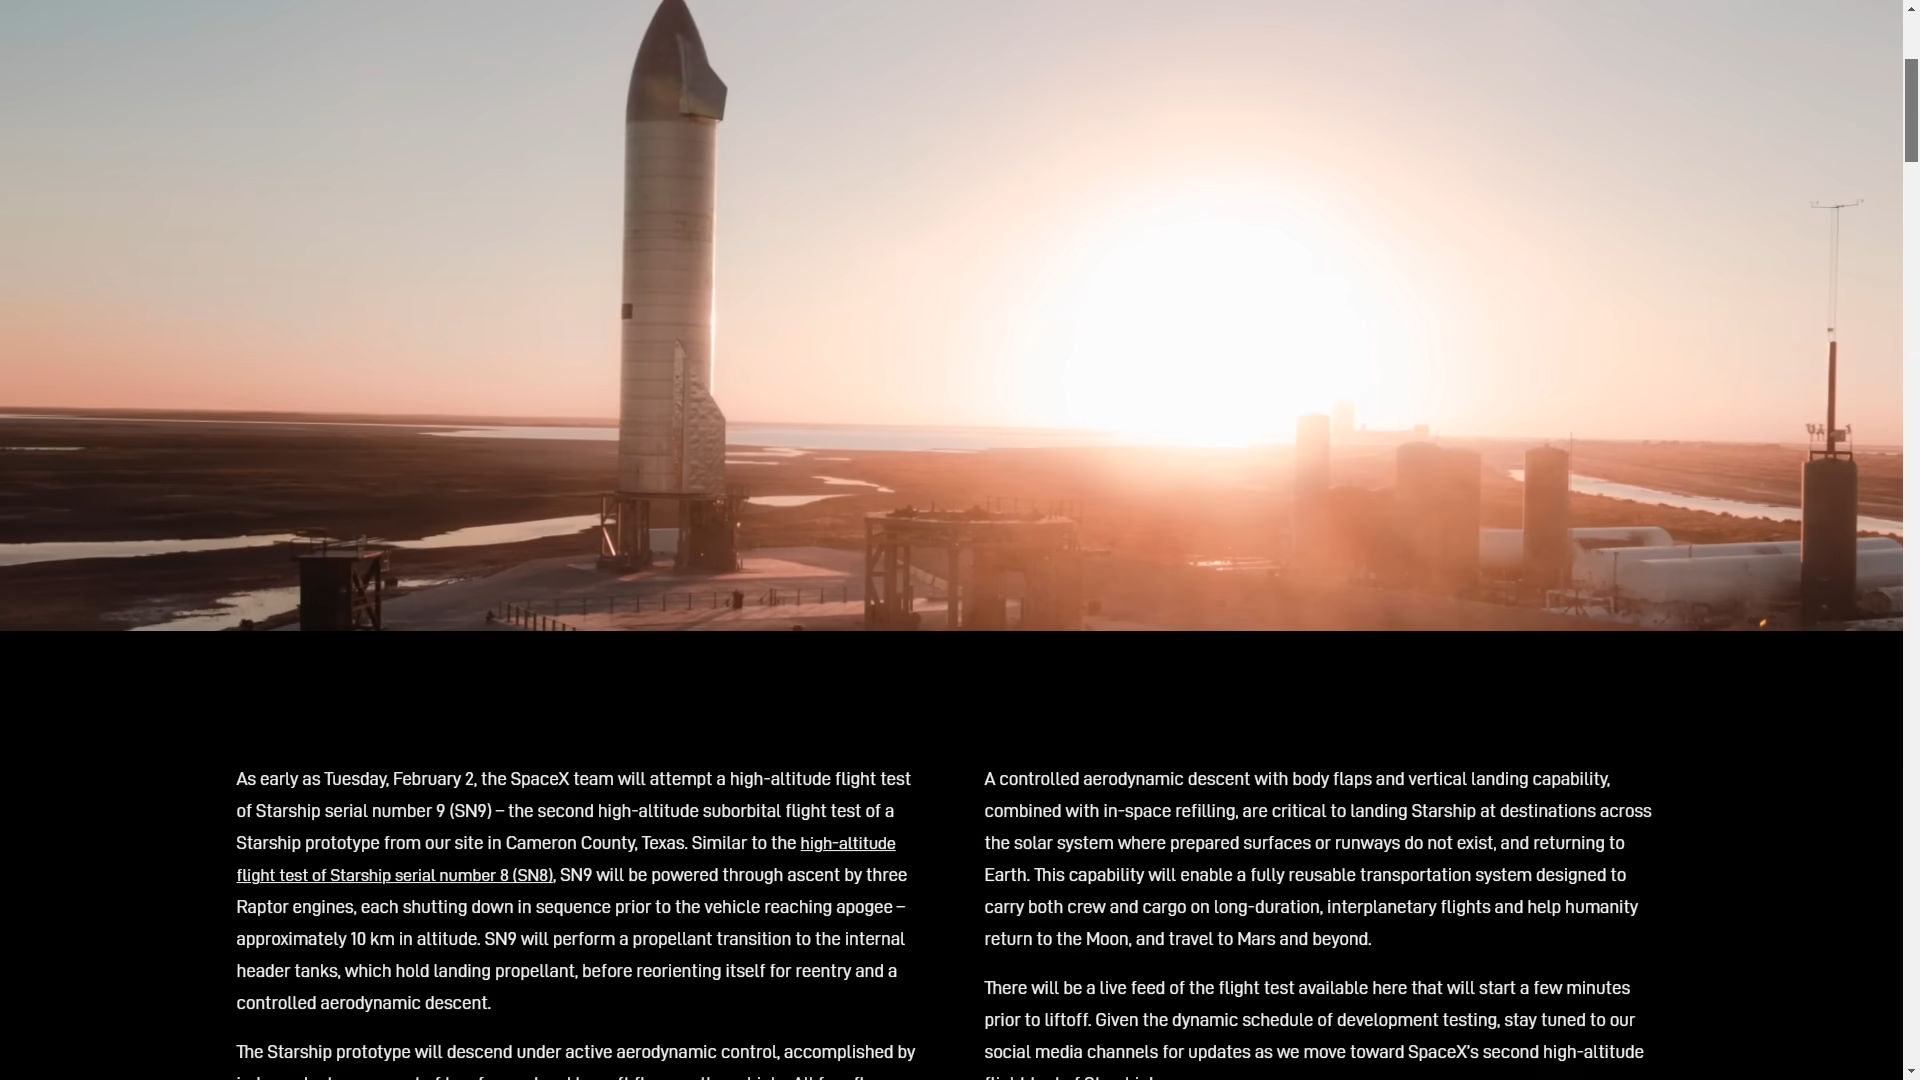 As early as Tuesday, February 2, the SpaceX team will attempt a high-altitude flight test
of Starship serial number 9 (SN9) – the second high-altitude suborbital flight test of a
Starship prototype from our site in Cameron County, Texas. Similar to the high-altitude
flight test of Starship serial number 8 (SN8), SN9 will be powered through ascent by three
Raptor engines, each shutting down in sequence prior to the vehicle reaching apogee –
approximately 10 km in altitude. SN9 will perform a propellant transition to the internal
header tanks, which hold landing propellant, before reorienting itself for reentry and a
controlled aerodynamic descent.
The Starship prototype will descend under active aerodynamic control, accomplished by
A controlled aerodynamic descent with body flaps and vertical landing capability,
combined with in-space refilling, are critical to landing Starship at destinations across
the solar system where prepared surfaces or runways do not exist, and returning to
Earth. This capability will enable a fully reusable transportation system designed to
carry both crew and cargo on long-duration, interplanetary flights and help humanity
return to the Moon, and travel to Mars and beyond.
There will be a live feed of the flight test available here that will start a few minutes
prior to liftoff. Given the dynamic schedule of development testing, stay tuned to our
social media channels for updates as we move toward SpaceX's second high-altitude